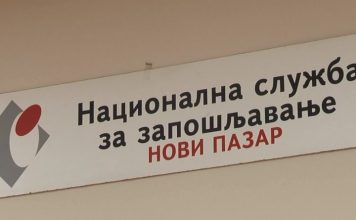 Национална служба
за запошљавање
НОВИ ПАЗАР